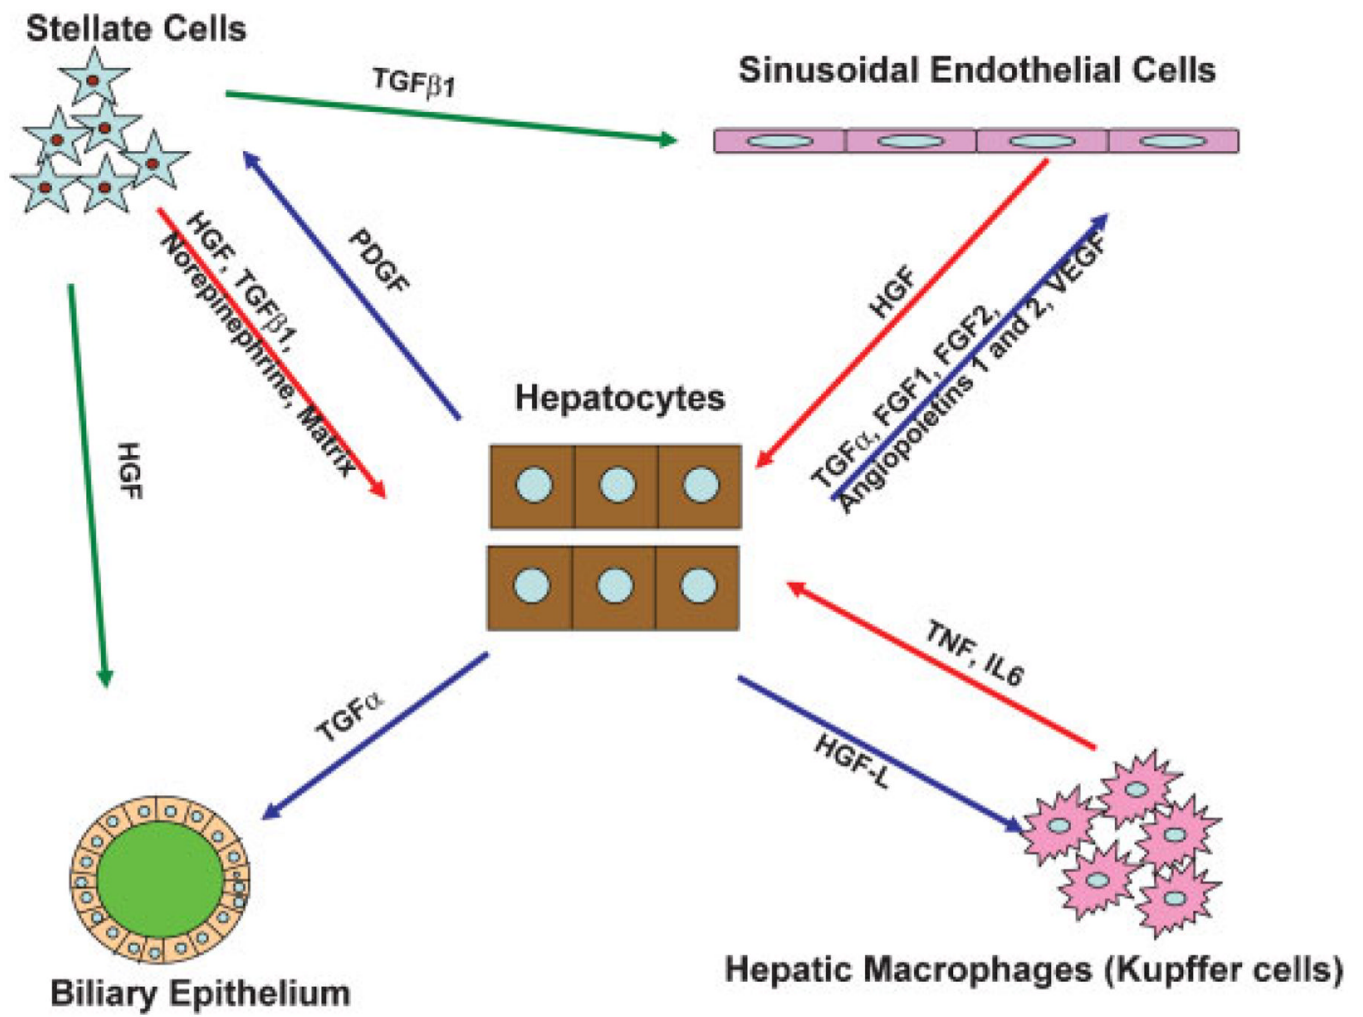 Stellate Cells
TGFβ1
Sinusoidal Endothelial Cells
HGF, TGFβ1,
Norepinephrine, Matrix
PDGF
HGF
TGFα, FGF1, FGF2,
Angiopoietins 1 and 2, VEGF
Hepatocytes
HGF
TNF, IL6
TGFα
HGF-L
Hepatic Macrophages (Kupffer cells)
Biliary Epithelium